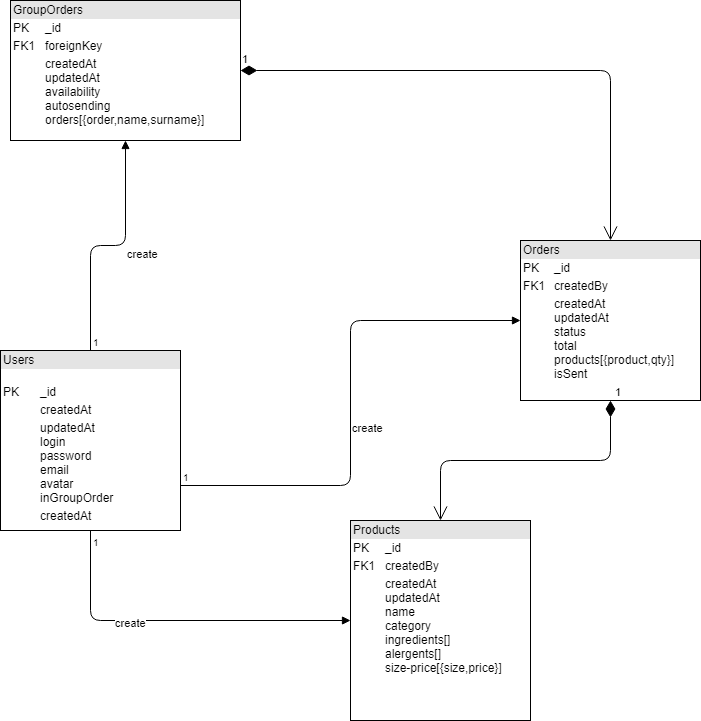 GroupOrders
PK _id
FK1 foreignKey
createdAt
updatedAt
availability
autosending
orders[{order,name,surname}]
1
create
1
Orders
PK _id
FK1 createdBy
createdAt
updatedAt
status
total
products[{product,qty}]
isSent
1
Users
PK _id
createdAt
updatedAt
login
password
email
avatar
inGroupOrder
createdAt
1
create
1
create
Products
PK _id
FK1 createdBy
createdAt
updatedAt
name
category
ingredients[]
alergents[]
size-price[{size,price}]